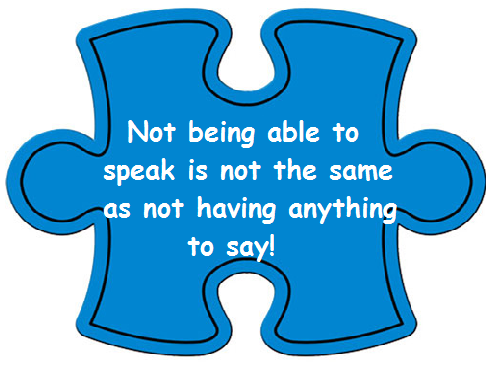 Not being able to
speak is not the same
as not having anything
to say!